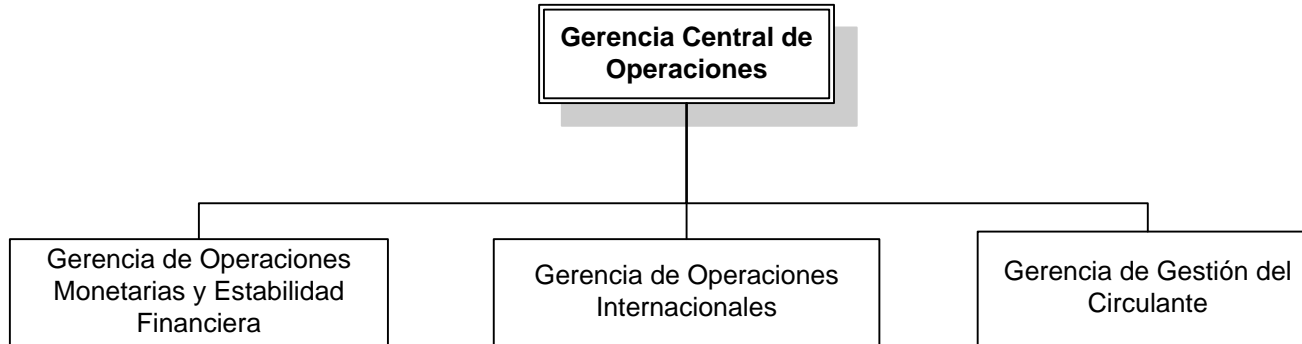 Gerencia Central de
Operaciones
Gerencia de Operaciones
Monetarias y Estabilidad
Financiera
Gerencia de Operaciones
Internacionales
Gerencia de Gestión del
Circulante